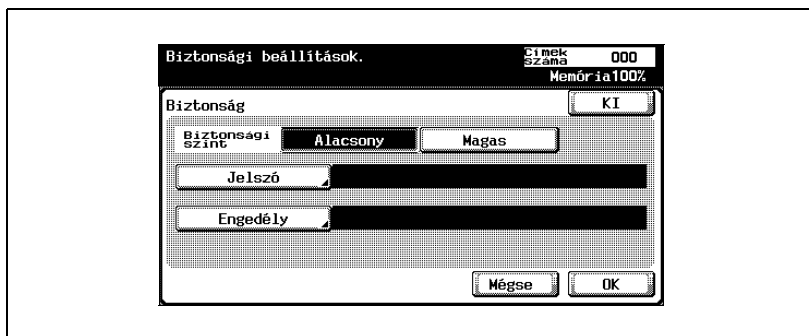 Biztonsági beállítások.
Címek száma 000
Memória100%
Biztonság
KI
Biztonsági szint
Alacsony
Magas
Jelszó
Engedély
Mégse
OK